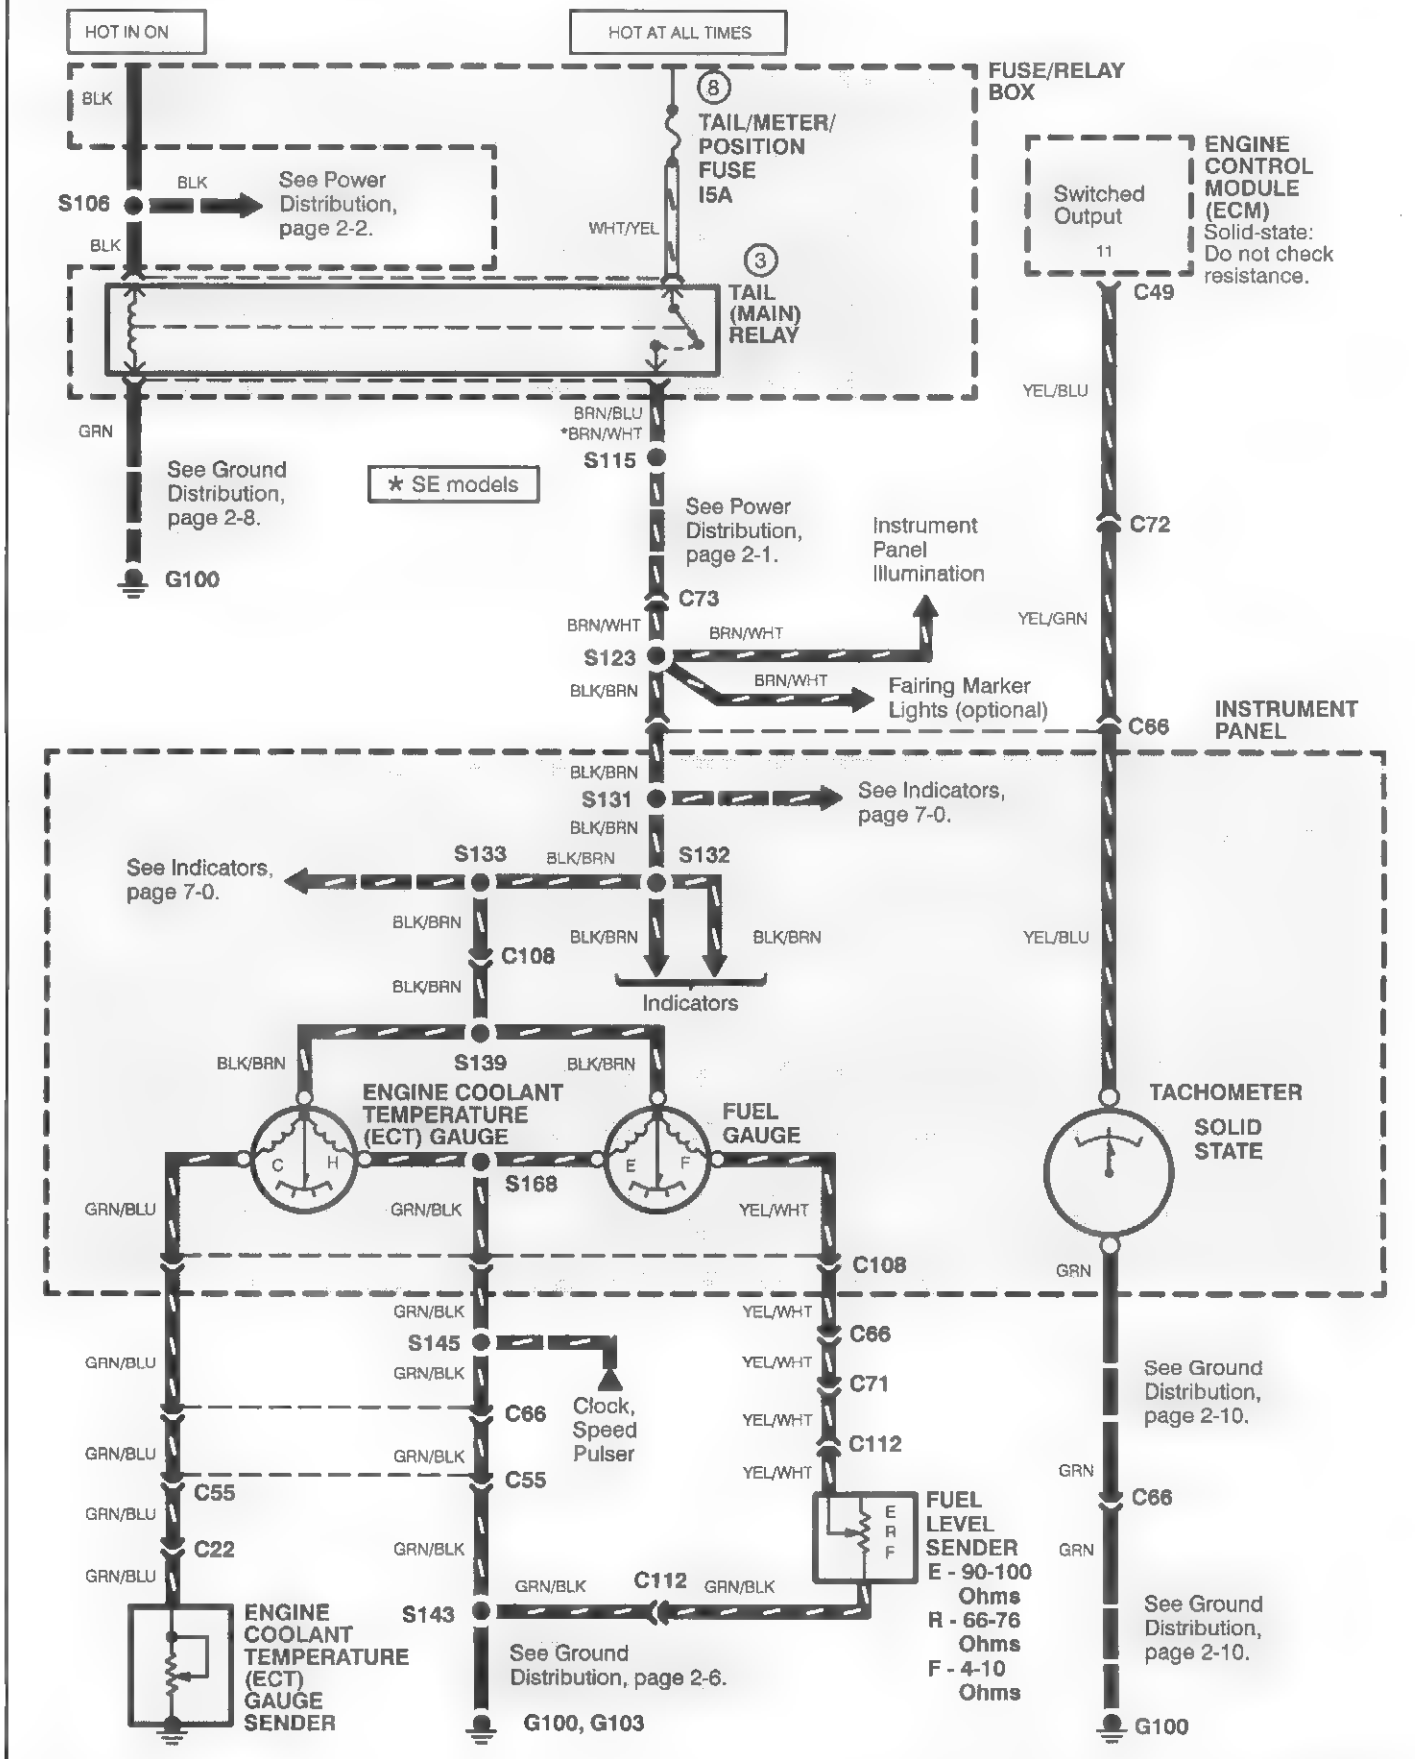 HOT IN ON
HOT AT ALL TIMES
FUSE/RELAY
BOX
BLK
8
TAIL/METER/
POSITION
FUSE
I5A
ENGINE
CONTROL
MODULE
(ECM)
Solid-state:
Do not check
resistance.
Switched
Output
11
S106
BLK
See Power
Distribution,
page 2-2.
BLK
WHT/YEL
3
TAIL
(MAIN)
RELAY
C49
YEL/BLU
GRN
BRN/BLU
*BRN/WHT
S115
See Ground
Distribution,
page 2-8.
* SE models
See Power
Distribution,
page 2-1.
Instrument
Panel
Illumination
C72
G100
C73
BRN/WHT
BRN/WHT
YEL/GRN
S123
BLK/BRN
BRN/WHT
Fairing Marker
Lights (optional)
C66
INSTRUMENT
PANEL
BLK/BRN
S131
See Indicators,
page 7-0.
BLK/BRN
See Indicators,
page 7-0.
S133
BLK/BRN
S132
BLK/BRN
BLK/BRN
BLK/BRN
YEL/BLU
C108
BLK/BRN
Indicators
BLK/BRN
S139
BLK/BRN
ENGINE COOLANT
TEMPERATURE
(ECT) GAUGE
FUEL
GAUGE
TACHOMETER
SOLID
STATE
C
H
E
F
S168
GRN/BLU
GRN/BLK
YEL/WHT
C108
GRN
GRN/BLK
YEL/WHT
S145
C66
GRN/BLU
GRN/BLK
YEL/WHT
C71
See Ground
Distribution,
page 2-10.
C66
Clock,
Speed
Pulser
YEL/WHT
C112
GRN/BLU
GRN/BLK
YEL/WHT
GRN
C55
C55
C66
GRN/BLU
E
R
F
FUEL
LEVEL
SENDER
E - 90-100
Ohms
R - 66-76
Ohms
F - 4-10
Ohms
C22
GRN/BLK
GRN
GRN/BLU
GRN/BLK
C112
GRN/BLK
S143
ENGINE
COOLANT
TEMPERATURE
(ECT)
GAUGE
SENDER
See Ground
Distribution, page 2-6.
See Ground
Distribution,
page 2-10.
G100, G103
G100